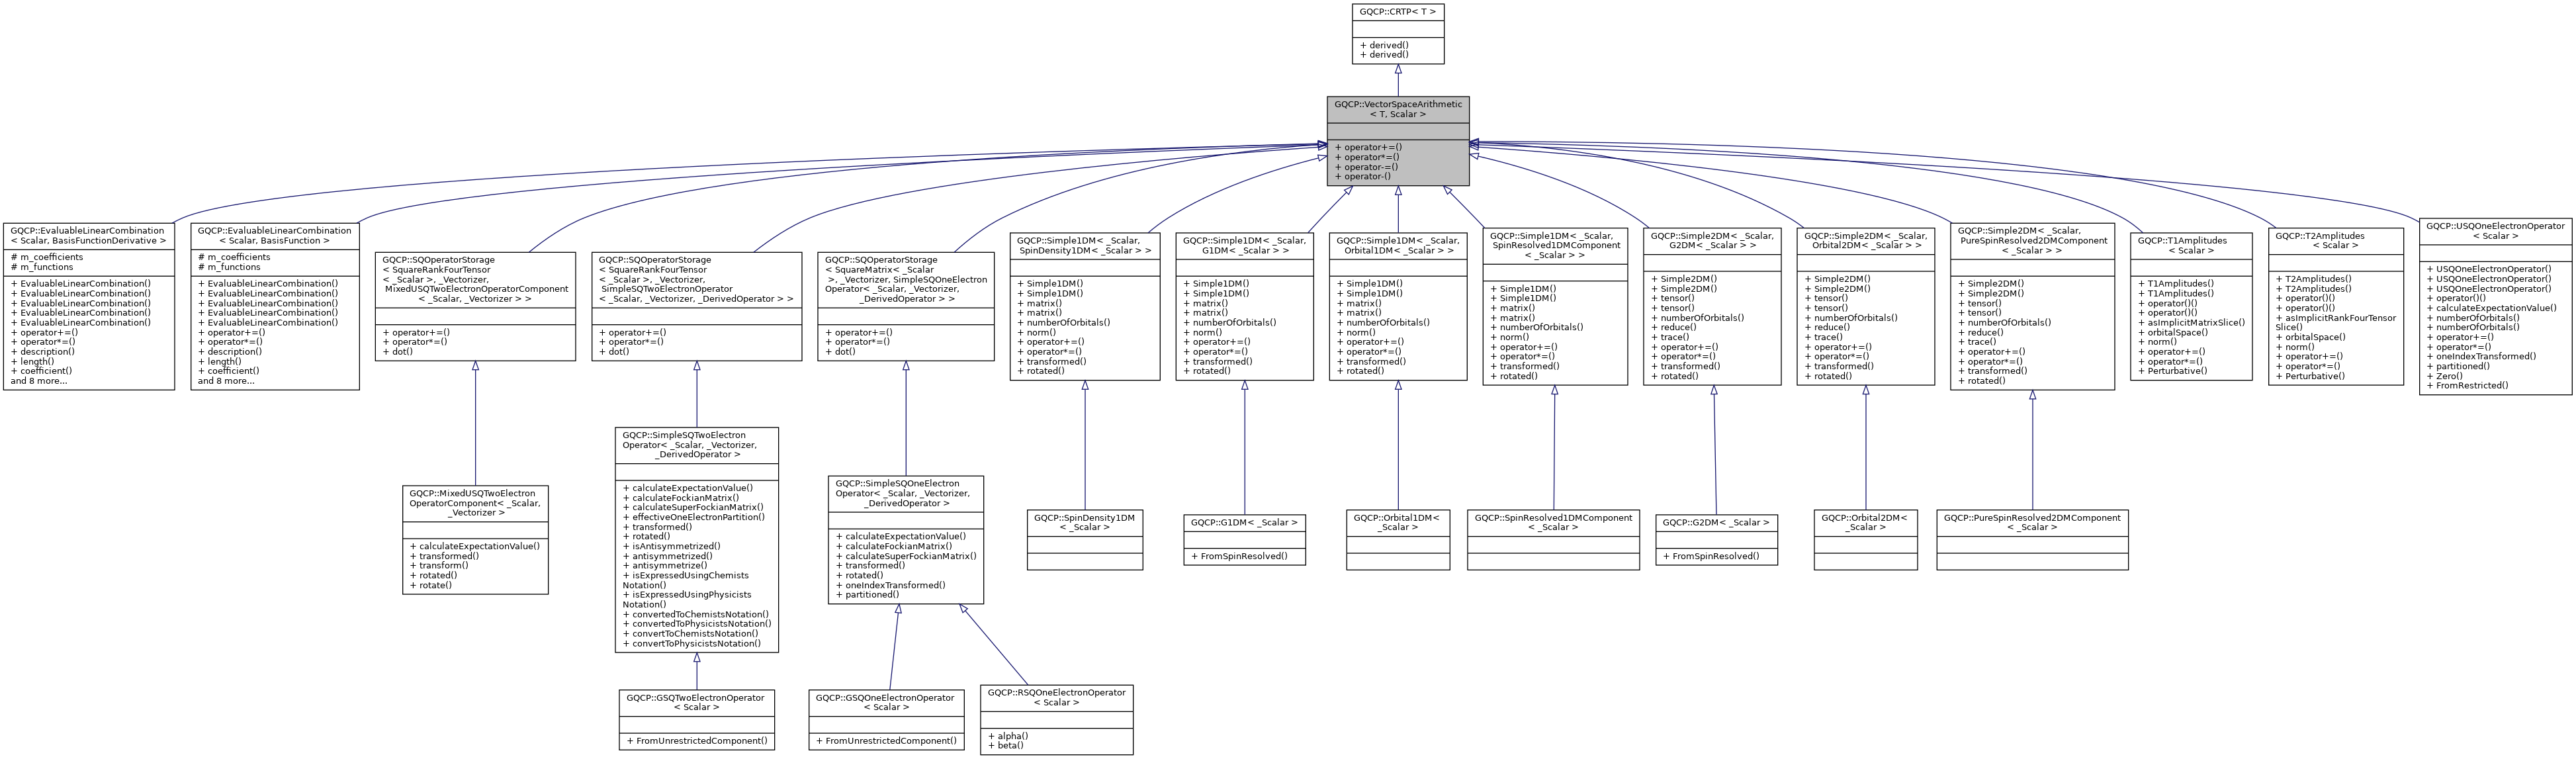 GQCP::CRTP< T >
+ derived()
+ derived()
GQCP::VectorSpaceArithmetic
< T, Scalar >
+ operator+=()
+ operator*=()
+ operator-=()
+ operator-()
GQCP::EvaluableLinearCombination
< Scalar, BasisFunctionDerivative >
# m_coefficients
# m_functions
+ EvaluableLinearCombination()
+ EvaluableLinearCombination()
+ EvaluableLinearCombination()
+ EvaluableLinearCombination()
+ EvaluableLinearCombination()
+ operator+=()
+ operator*=()
+ description()
+ length()
+ coefficient()
and 8 more...
GQCP::EvaluableLinearCombination
< Scalar, BasisFunction >
# m_coefficients
# m_functions
+ EvaluableLinearCombination()
+ EvaluableLinearCombination()
+ EvaluableLinearCombination()
+ EvaluableLinearCombination()
+ EvaluableLinearCombination()
+ operator+=()
+ operator*=()
+ description()
+ length()
+ coefficient()
and 8 more...
GQCP::SQOperatorStorage
< SquareRankFourTensor
< _Scalar >, _Vectorizer,
MixedUSQTwoElectronOperatorComponent
< _Scalar, _Vectorizer > >
+ operator+=()
+ operator*=()
+ dot()
GQCP::SQOperatorStorage
< SquareRankFourTensor
< _Scalar >, _Vectorizer,
SimpleSQTwoElectronOperator
< _Scalar, _Vectorizer, _DerivedOperator > >
+ operator+=()
+ operator*=()
+ dot()
GQCP::SQOperatorStorage
< SquareMatrix< _Scalar
>, _Vectorizer, SimpleSQOneElectron
Operator< _Scalar, _Vectorizer,
_DerivedOperator > >
+ operator+=()
+ operator*=()
+ dot()
GQCP::Simple1DM< _Scalar,
SpinDensity1DM< _Scalar > >
+ Simple1DM()
+ Simple1DM()
+ matrix()
+ matrix()
+ numberOfOrbitals()
+ norm()
+ operator+=()
+ operator*=()
+ transformed()
+ rotated()
GQCP::Simple1DM< _Scalar,
G1DM< _Scalar > >
+ Simple1DM()
+ Simple1DM()
+ matrix()
+ matrix()
+ numberOfOrbitals()
+ norm()
+ operator+=()
+ operator*=()
+ transformed()
+ rotated()
GQCP::Simple1DM< _Scalar,
Orbital1DM< _Scalar > >
+ Simple1DM()
+ Simple1DM()
+ matrix()
+ matrix()
+ numberOfOrbitals()
+ norm()
+ operator+=()
+ operator*=()
+ transformed()
+ rotated()
GQCP::Simple1DM< _Scalar,
SpinResolved1DMComponent
< _Scalar > >
+ Simple1DM()
+ Simple1DM()
+ matrix()
+ matrix()
+ numberOfOrbitals()
+ norm()
+ operator+=()
+ operator*=()
+ transformed()
+ rotated()
GQCP::Simple2DM< _Scalar,
G2DM< _Scalar > >
+ Simple2DM()
+ Simple2DM()
+ tensor()
+ tensor()
+ numberOfOrbitals()
+ reduce()
+ trace()
+ operator+=()
+ operator*=()
+ transformed()
+ rotated()
GQCP::Simple2DM< _Scalar,
Orbital2DM< _Scalar > >
+ Simple2DM()
+ Simple2DM()
+ tensor()
+ tensor()
+ numberOfOrbitals()
+ reduce()
+ trace()
+ operator+=()
+ operator*=()
+ transformed()
+ rotated()
GQCP::Simple2DM< _Scalar,
PureSpinResolved2DMComponent
< _Scalar > >
+ Simple2DM()
+ Simple2DM()
+ tensor()
+ tensor()
+ numberOfOrbitals()
+ reduce()
+ trace()
+ operator+=()
+ operator*=()
+ transformed()
+ rotated()
GQCP::T1Amplitudes
< Scalar >
+ T1Amplitudes()
+ T1Amplitudes()
+ operator()()
+ operator()()
+ asImplicitMatrixSlice()
+ orbitalSpace()
+ norm()
+ operator+=()
+ operator*=()
+ Perturbative()
GQCP::T2Amplitudes
< Scalar >
+ T2Amplitudes()
+ T2Amplitudes()
+ operator()()
+ operator()()
+ asImplicitRankFourTensor
Slice()
+ orbitalSpace()
+ norm()
+ operator+=()
+ operator*=()
+ Perturbative()
GQCP::USQOneElectronOperator
< Scalar >
+ USQOneElectronOperator()
+ USQOneElectronOperator()
+ USQOneElectronOperator()
+ operator()()
+ calculateExpectationValue()
+ numberOfOrbitals()
+ numberOfOrbitals()
+ operator+=()
+ operator*=()
+ oneIndexTransformed()
+ partitioned()
+ Zero()
+ FromRestricted()
GQCP::MixedUSQTwoElectron
OperatorComponent< _Scalar,
_Vectorizer >
+ calculateExpectationValue()
+ transformed()
+ transform()
+ rotated()
+ rotate()
GQCP::SimpleSQTwoElectron
Operator< _Scalar, _Vectorizer,
_DerivedOperator >
+ calculateExpectationValue()
+ calculateFockianMatrix()
+ calculateSuperFockianMatrix()
+ effectiveOneElectronPartition()
+ transformed()
+ rotated()
+ isAntisymmetrized()
+ antisymmetrized()
+ antisymmetrize()
+ isExpressedUsingChemists
Notation()
+ isExpressedUsingPhysicists
Notation()
+ convertedToChemistsNotation()
+ convertedToPhysicistsNotation()
+ convertToChemistsNotation()
+ convertToPhysicistsNotation()
GQCP::SimpleSQOneElectron
Operator< _Scalar, _Vectorizer,
_DerivedOperator >
+ calculateExpectationValue()
+ calculateFockianMatrix()
+ calculateSuperFockianMatrix()
+ transformed()
+ rotated()
+ oneIndexTransformed()
+ partitioned()
GQCP::SpinDensity1DM
< _Scalar >
GQCP::G1DM< _Scalar >
+ FromSpinResolved()
GQCP::Orbital1DM<
_Scalar >
GQCP::SpinResolved1DMComponent
< _Scalar >
GQCP::G2DM< _Scalar >
+ FromSpinResolved()
GQCP::Orbital2DM<
_Scalar >
GQCP::PureSpinResolved2DMComponent
< _Scalar >
GQCP::GSQTwoElectronOperator
< Scalar >
+ FromUnrestrictedComponent()
GQCP::GSQOneElectronOperator
< Scalar >
+ FromUnrestrictedComponent()
GQCP::RSQOneElectronOperator
< Scalar >
+ alpha()
+ beta()